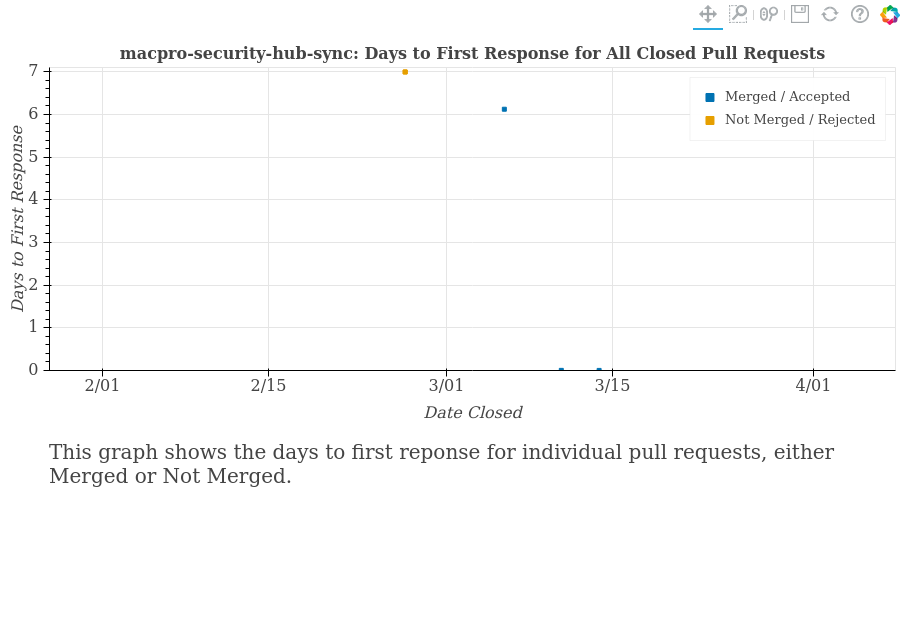 macpro-security-hub-sync: Days to First Response for All Closed Pull Requests
Merged / Accepted
Not Merged / Rejected
Days to First Response
7
6
5
4
3
2
1
0
2/01
2/15
3/01
3/15
4/01
Date Closed
This graph shows the days to first reponse for individual pull requests, either
Merged or Not Merged.